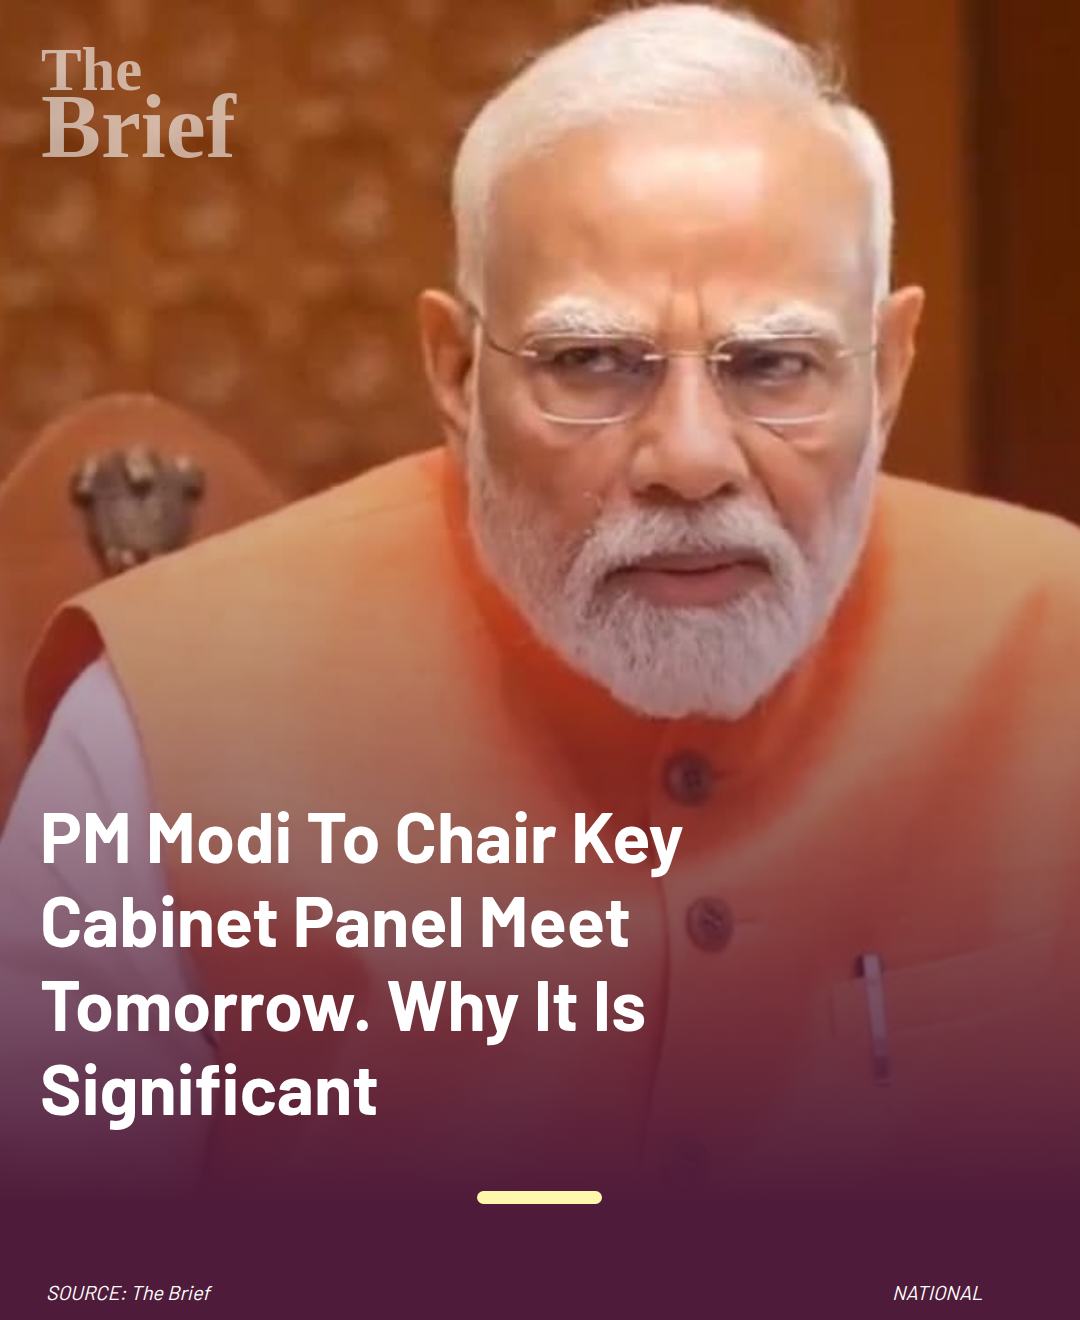 The
Brief
PM Modi To Chair Key
Cabinet Panel Meet
Tomorrow. Why It Is
Significant
SOURCE: The Brief
NATIONAL